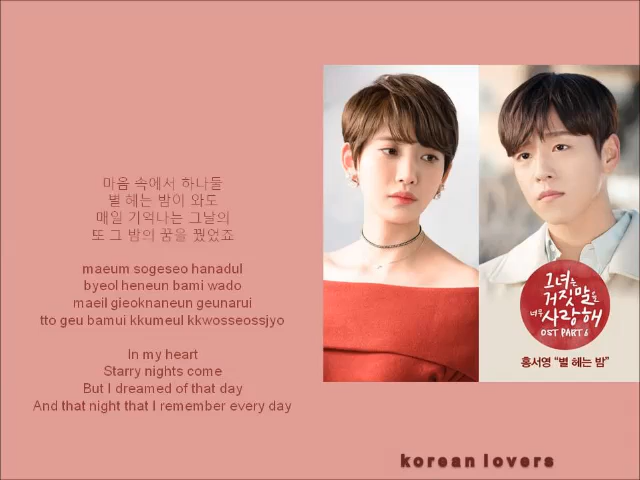 마음 속에서 하나둘
별 헤는 밤이 와도
매일 기억나는 그날의
또 그 밤의 꿈을 꿨었죠
maeum sogeseo hanadul
byeol heneun bami wado
maeil gieoknaneun geunarui
tto geu bamui kkumeul kkwosseossjyo
In my heart
Starry nights come
But I dreamed of that day
And that night that I remember every day
그녀는
거짓말을
너무 사랑해
OST PART 6
홍서영 "별 헤는 밤"
korean lovers